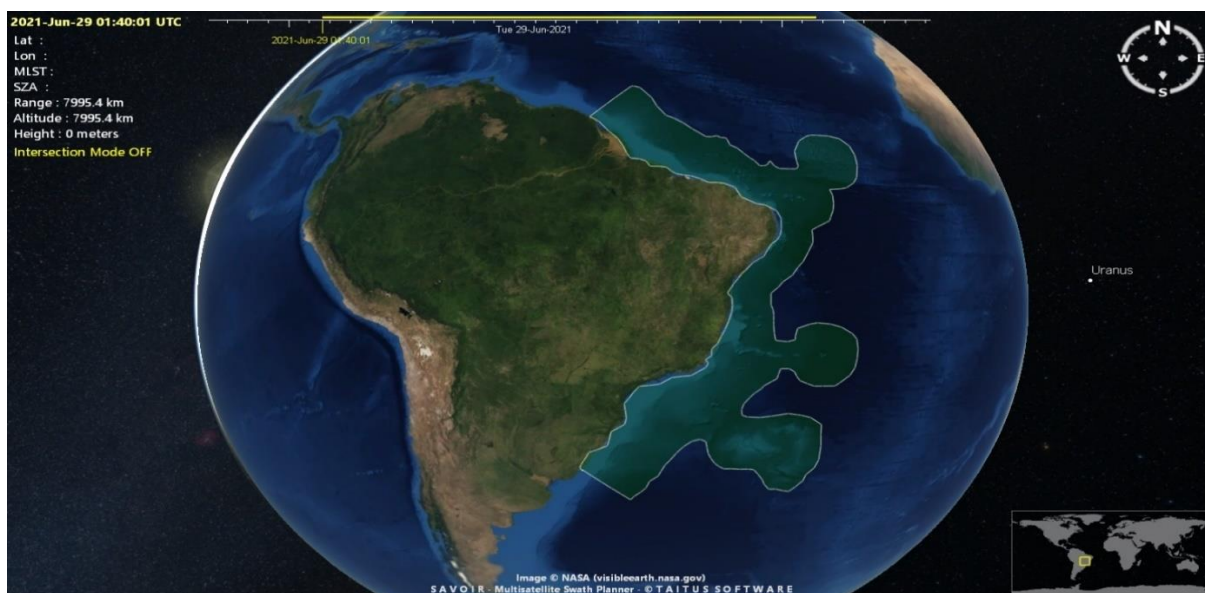 2021-Jun-29 01:40:01 UTC
Lat :
Lon :
MLST :
SZA :
Range : 7995.4 km
Altitude : 7995.4 km
Height : 0 meters
Intersection Mode OFF
2021-Jun-29 01:40:01
Tue 29-Jun-2021
N
W E
S
Uranus
Image © NASA (visibleearth.nasa.gov)
SAVOIR - Multisatellite Swath Planner - © TAITUS SOFTWARE